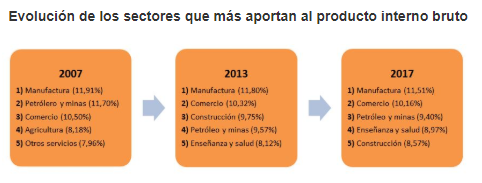 Evolución de los sectores que más aportan al producto interno bruto
2007
1) Manufactura (11,91%)
2) Petrólero y minas (11,70%)
3) Comercio (10,50%)
4) Agricultura (8,18%)
5) Otros servicios (7,96%)
2013
1) Manufactura (11,80%)
2) Comercio (10,32%)
3) Construcción (9,75%)
4) Petróleo y minas (9,57%)
5) Enseñanza y salud (8,12%)
2017
1) Manufactura (11,51%)
2) Comercio (10,16%)
3) Petróleo y minas (9,40%)
4) Enseñanza y salud (8,97%)
5) Construcción (8,57%)